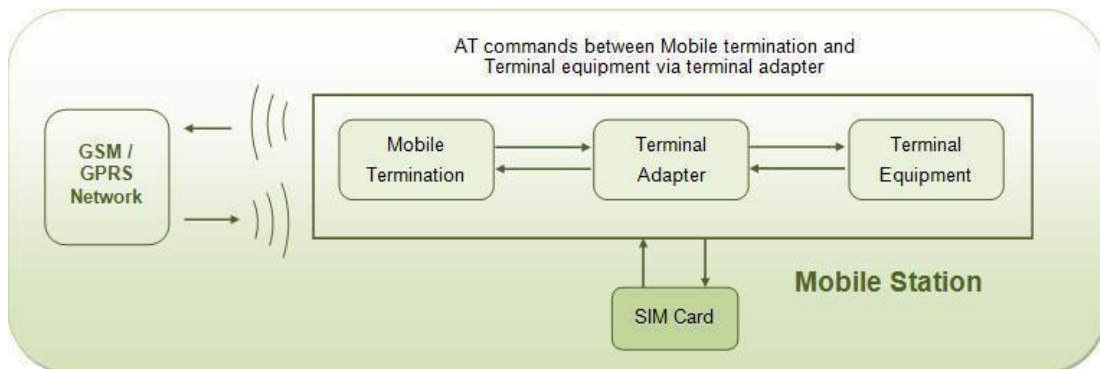 AT commands between Mobile termination and
Terminal equipment via terminal adapter
GSM /
GPRS
Network
Mobile
Termination
Terminal
Adapter
Terminal
Equipment
Mobile Station
SIM Card